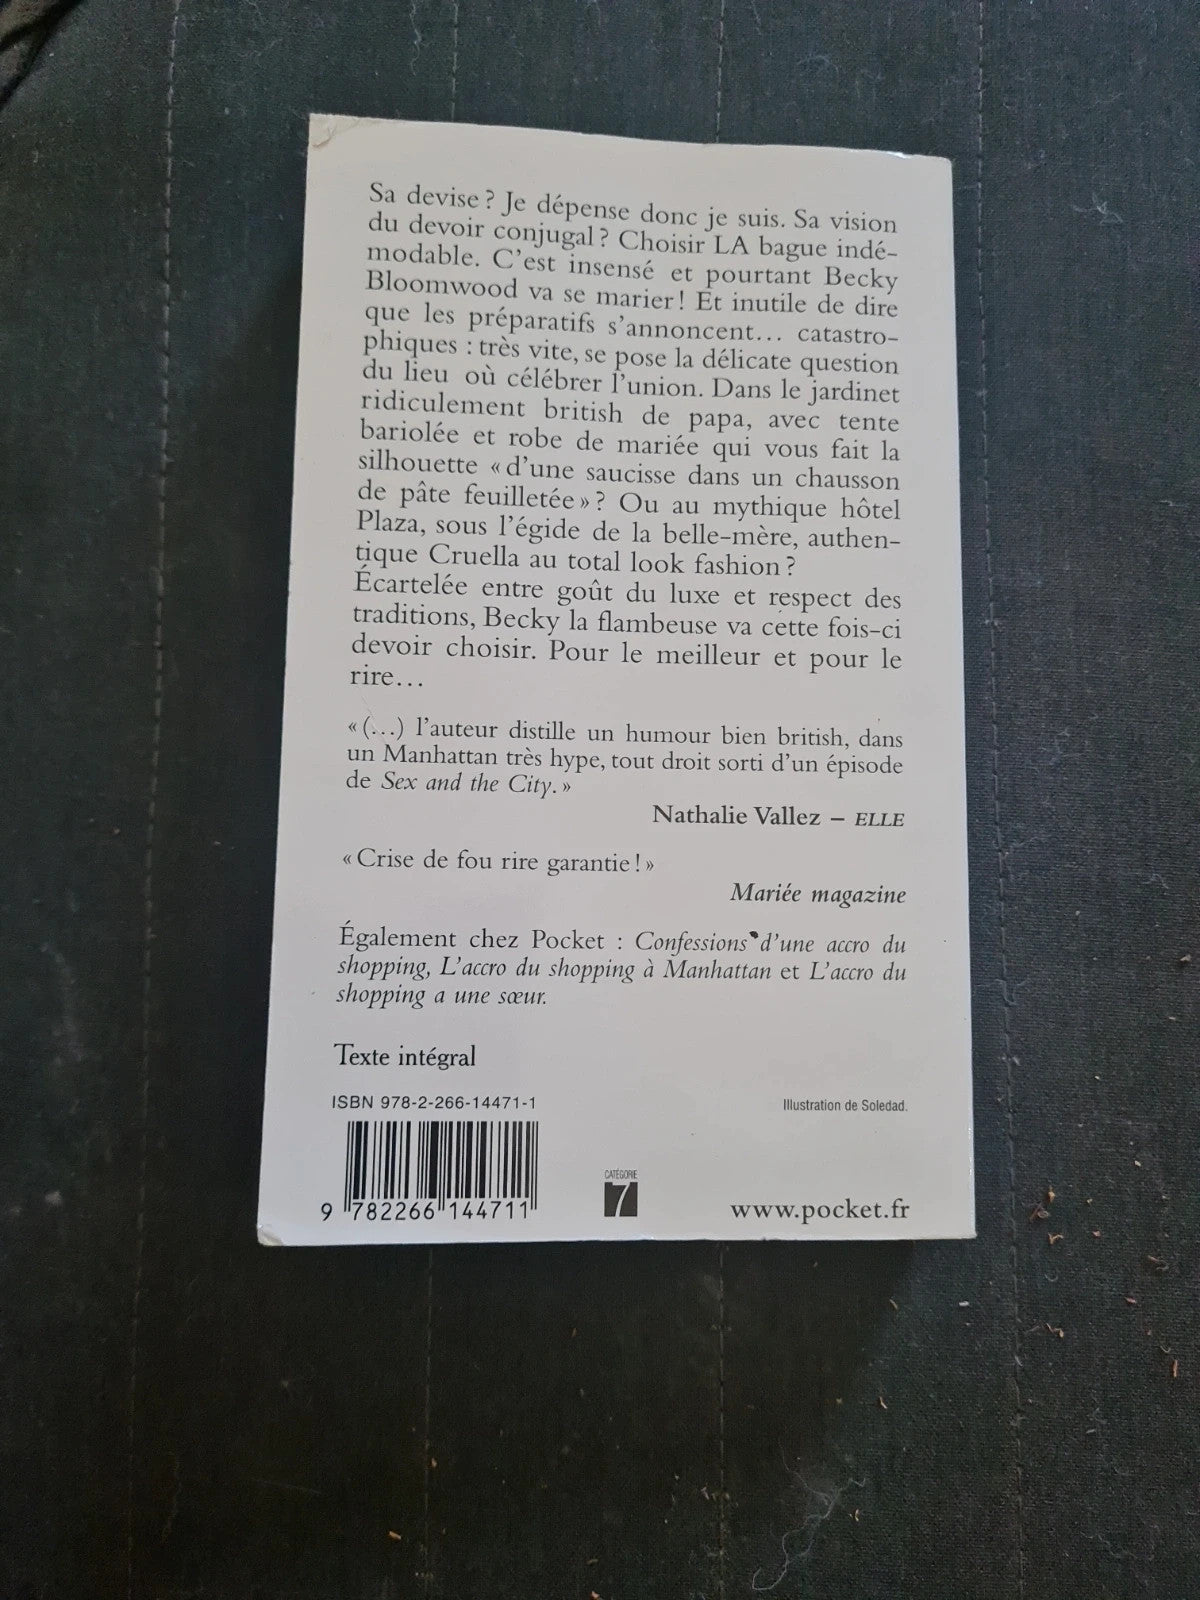 Sa devise ? Je dépense donc je suis. Sa vision
du devoir conjugal ? Choisir LA bague indé-
modable. C'est insensé et pourtant Becky
Bloomwood va se marier ! Et inutile de dire
que les préparatifs s'annoncent… catastro-
phiques : très vite, se pose la délicate question
du lieu où célébrer l'union. Dans le jardinet
ridiculement british de papa, avec tente
bariolée et robe de mariée qui vous fait la
silhouette « d'une saucisse dans un chausson
de pâte feuilletée » ? Ou au mythique hôtel
Plaza, sous l'égide de la belle-mère, authen-
tique Cruella au total look fashion ?
Écartelée entre goût du luxe et respect des
traditions, Becky la flambeuse va cette fois-ci
devoir choisir. Pour le meilleur et pour le
rire…
« (…) l'auteur distille un humour bien british, dans
un Manhattan très hype, tout droit sorti d'un épisode
de Sex and the City. »
Nathalie Vallez – ELLE
« Crise de fou rire garantie ! »
Mariée magazine
Également chez Pocket : Confessions d'une accro du
shopping, L'accro du shopping à Manhattan et L'accro du
shopping a une sœur.
Texte intégral
ISBN 978-2-266-14471-1
Illustration de Soledad.
9 782266 144711
CATÉGORIE
7
www.pocket.fr